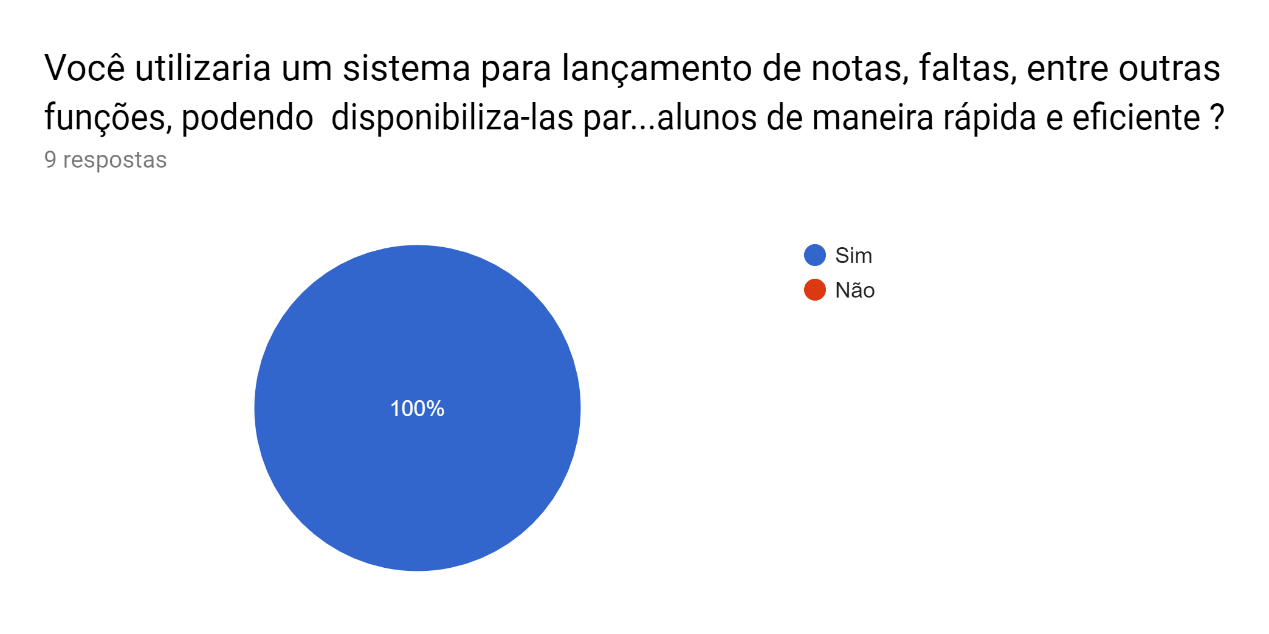 Você utilizaria um sistema para lançamento de notas, faltas, entre outras
funções, podendo  disponibiliza-las par...alunos de maneira rápida e eficiente ?
9 respostas
Sim
Não
100%